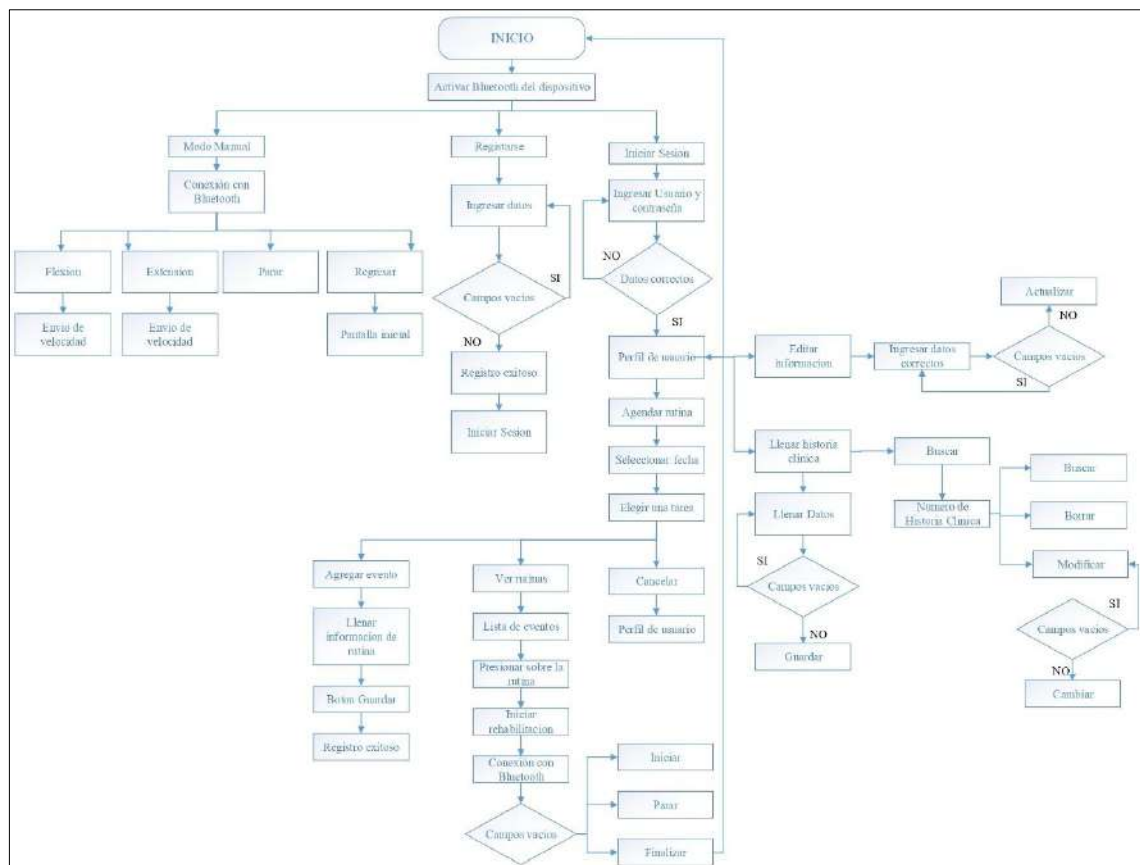 INICIO
Activar Bluetooth del dispositivo
Modo Manual
Registarse
Iniciar Sesion
Conexión con
Bluetooth
Ingresar datos
Ingresar Usuario y
contraseña
Flexion
Extension
Parar
Regresar
Envio de
velocidad
Envio de
velocidad
Pantalla inicial
Campos vacios
SI
NO
Registro exitoso
Iniciar Sesion
NO
Datos correctos
SI
Perfil de usuario
Editar
informacion
Ingresar datos
correctos
Campos vacios
SI
NO
Actualizar
Agendar rutina
Seleccionar fecha
Elegir una tarea
Llenar historia
clinica
Buscar
Numero de
Historia Clinica
Buscar
Borrar
Modificar
Llenar Datos
SI
Campos vacios
NO
Guardar
SI
Campos vacios
NO
Cambiar
Agregar evento
Llenar
informacion de
rutina
Boton Guardar
Registro exitoso
Ver rutinas
Lista de eventos
Presionar sobre la
rutina
Iniciar
rehabilitacion
Conexión con
Bluetooth
Campos vacios
Cancelar
Perfil de usuario
Iniciar
Parar
Finalizar